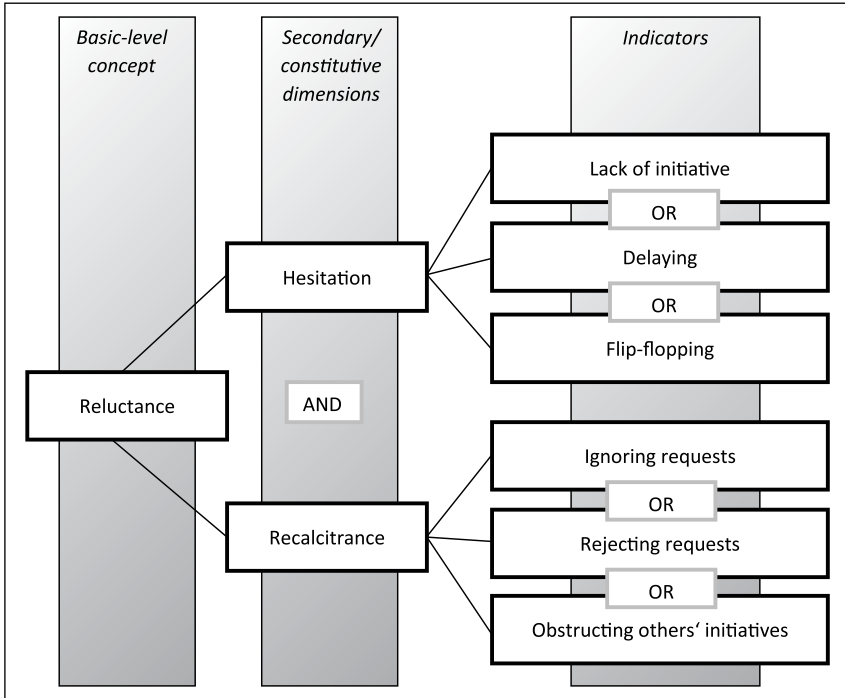 Basic-level
concept
Secondary/
constitutive
dimensions
Indicators
Reluctance
Hesitation
AND
Recalcitrance
Lack of initiative
OR
Delaying
OR
Flip-flopping
Ignoring requests
OR
Rejecting requests
OR
Obstructing others‘ initiatives